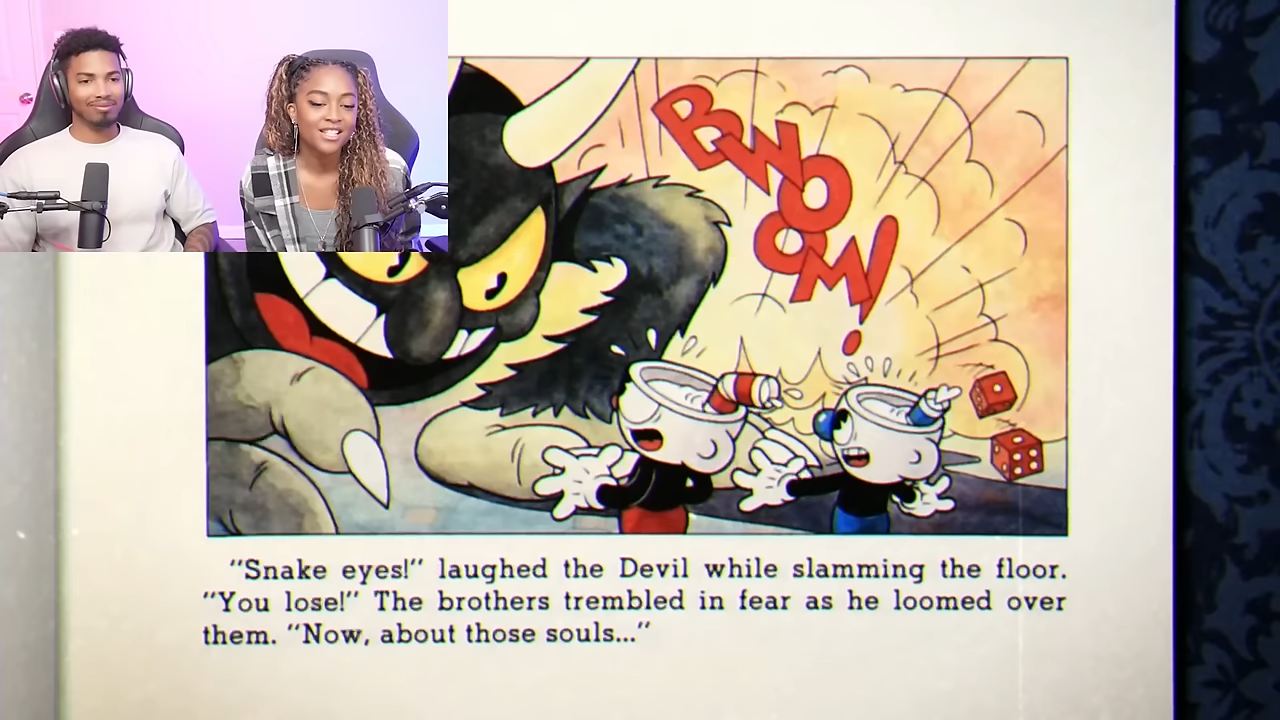 BWOOM!
“Snake eyes!” laughed the Devil while slamming the floor.
“You lose!” The brothers trembled in fear as he loomed over
them. “Now, about those souls...”